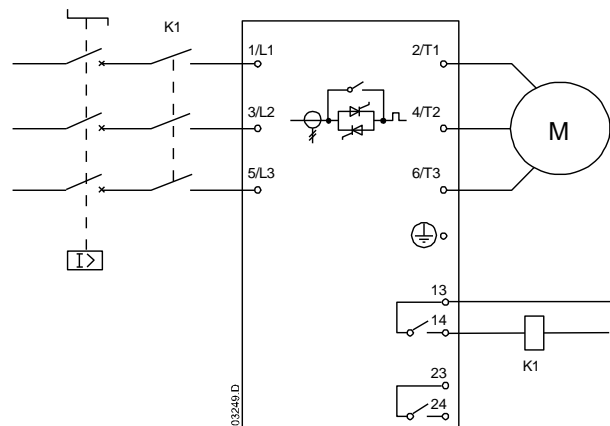 K1
1/L1
2/T1
3/L2
4/T2
M
5/L3
6/T3
I>
13
14
K1
23
24
03249.D